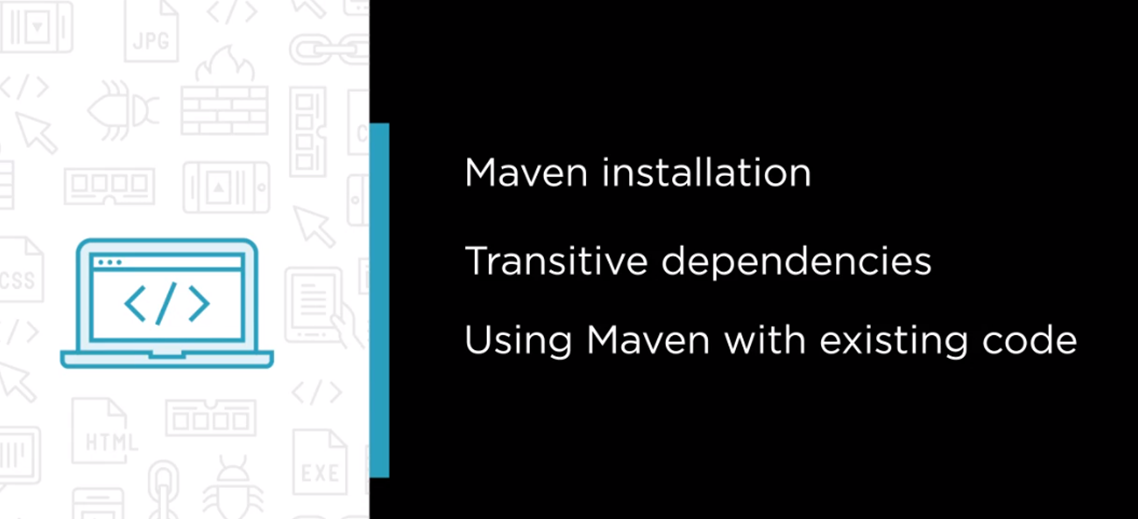 JPG
</>
</>
C
Maven installation
Transitive dependencies
CSS
</>
</>
Using Maven with existing code
</>
HTML
EXE